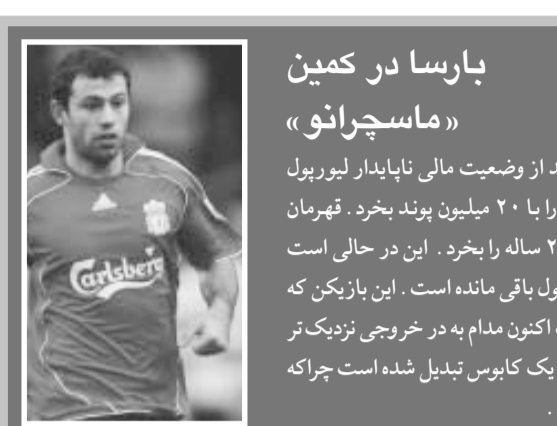 بارسا در کمین
«ماسچرانو»
د از وضعیت مالی ناپایدار لیورپول
را با ۲۰ میلیون پوند بخرد. قهرمان
۲ ساله را بخرد. این در حالی است
ول باقی مانده است. این بازیکن که
اکنون مدام به در خروجی نزدیک‌تر
یک کابوس تبدیل شده است چراکه
.
Carlsberg